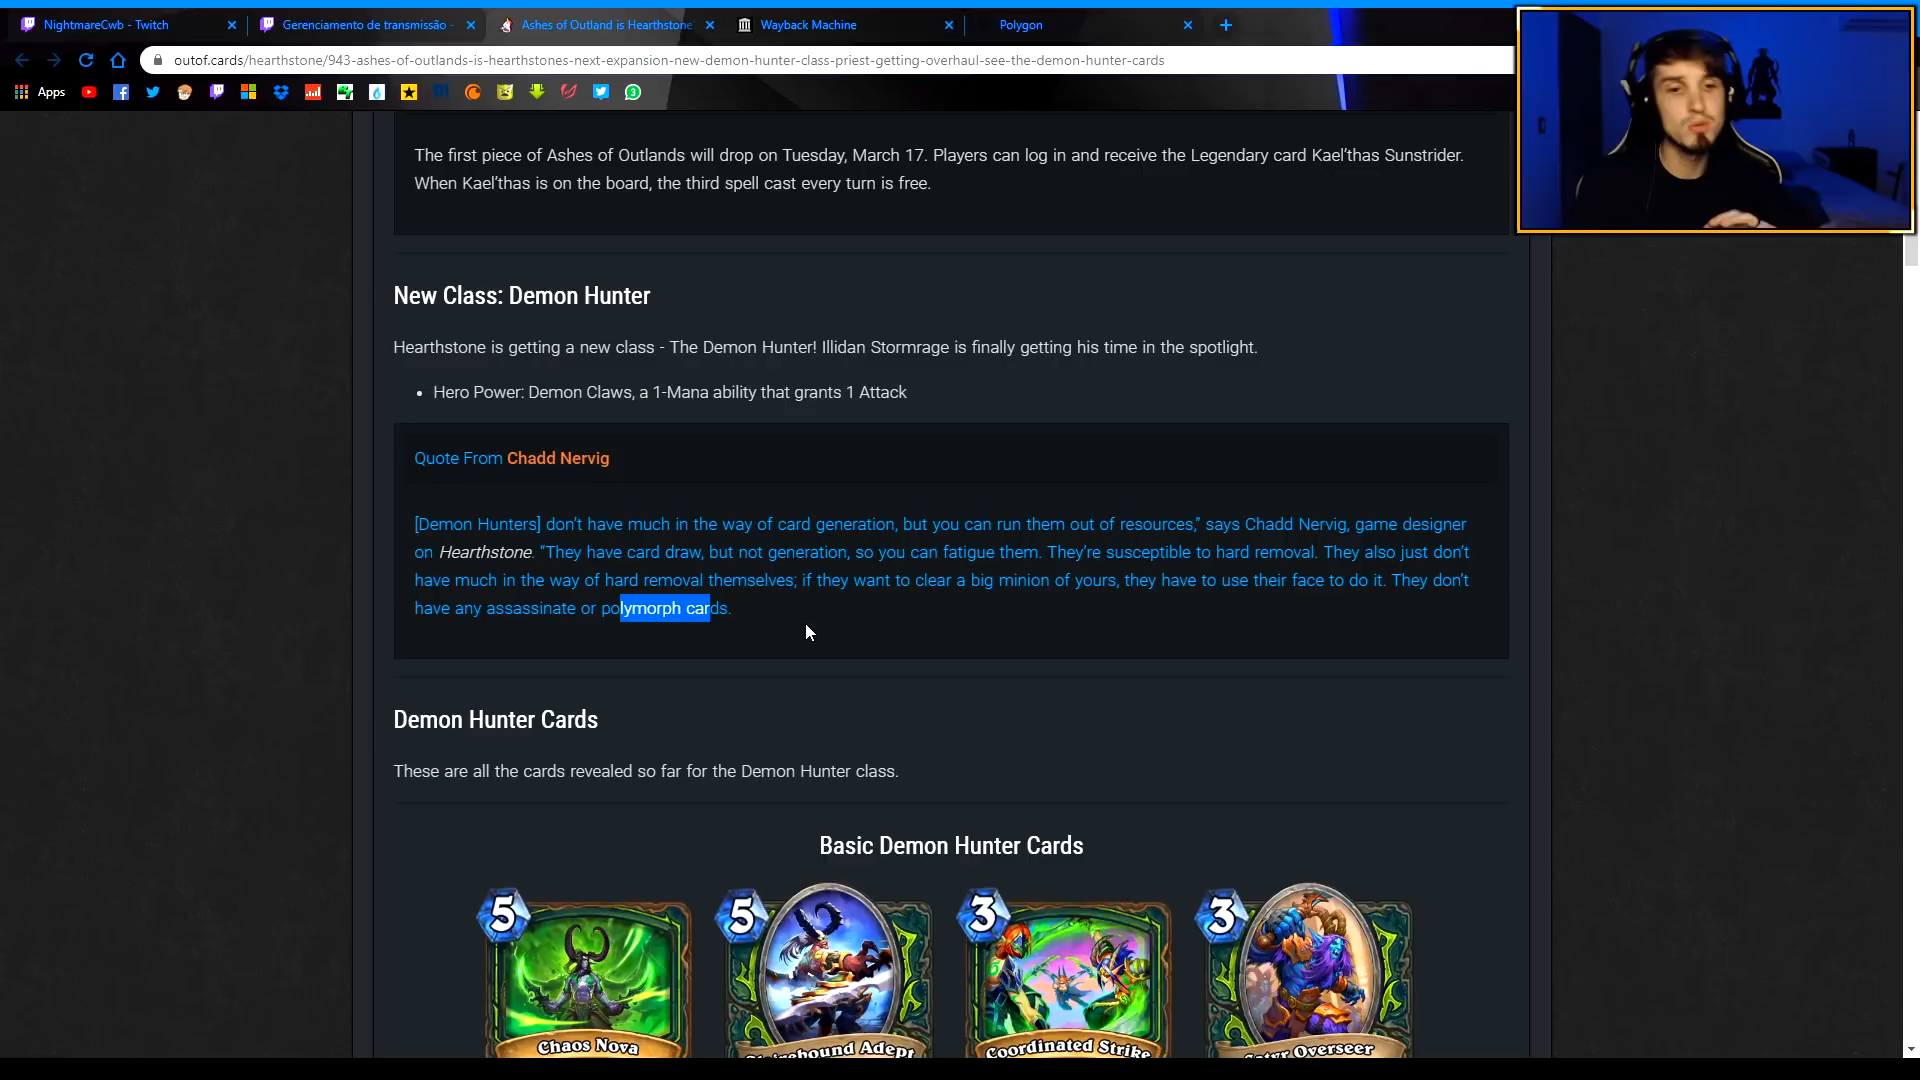 NightmareCwb - Twitch
Gerenciamento de transmissão -
Ashes of Outland is Hearthstone
Wayback Machine
Polygon
outof.cards/hearthstone/943-ashes-of-outlands-is-hearthstones-next-expansion-new-demon-hunter-class-priest-getting-overhaul-see-the-demon-hunter-cards
Apps
3
The first piece of Ashes of Outlands will drop on Tuesday, March 17. Players can log in and receive the Legendary card Kael'thas Sunstrider.
When Kael'thas is on the board, the third spell cast every turn is free.
New Class: Demon Hunter
Hearthstone is getting a new class - The Demon Hunter! Illidan Stormrage is finally getting his time in the spotlight.
• Hero Power: Demon Claws, a 1-Mana ability that grants 1 Attack
Quote From Chadd Nervig
[Demon Hunters] don't have much in the way of card generation, but you can run them out of resources,” says Chadd Nervig, game designer
on Hearthstone. “They have card draw, but not generation, so you can fatigue them. They're susceptible to hard removal. They also just don't
have much in the way of hard removal themselves; if they want to clear a big minion of yours, they have to use their face to do it. They don't
have any assassinate or polymorph cards.
Demon Hunter Cards
These are all the cards revealed so far for the Demon Hunter class.
Basic Demon Hunter Cards
5 5 3 3
Chaos Nova Adept Coordinated Strike Overseer